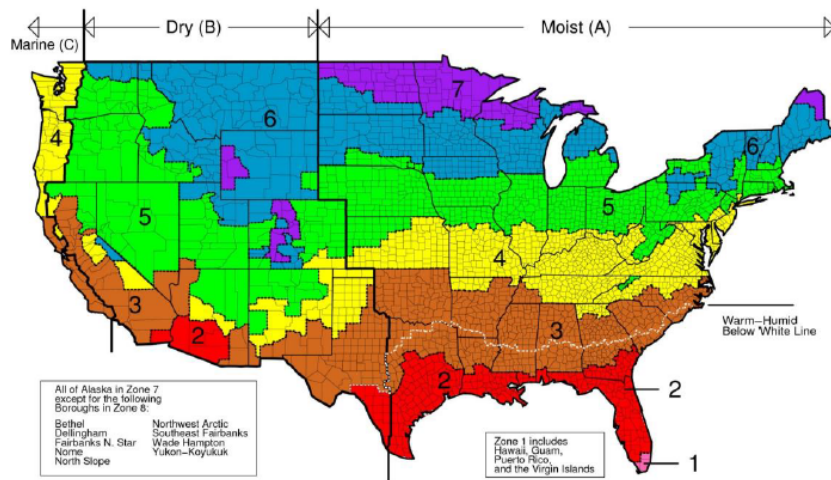 Marine (C)
Dry (B)
Moist (A)
7
6
4
6
5
5
4
3
3
2
2
2
1
Warm-Humid
Below 'White Line
All of Alaska in Zone 7
except for the following
Boroughs in Zone 8:
Bethel Northwest Arctic
Dellingham Southeast Fairbanks
Fairbanks N. Star Wade Hampton
Nome Yukon-Koyukuk
North Slope
Zone 1 includes
Hawaii, Guam,
Puerto Rico,
and the Virgin Islands